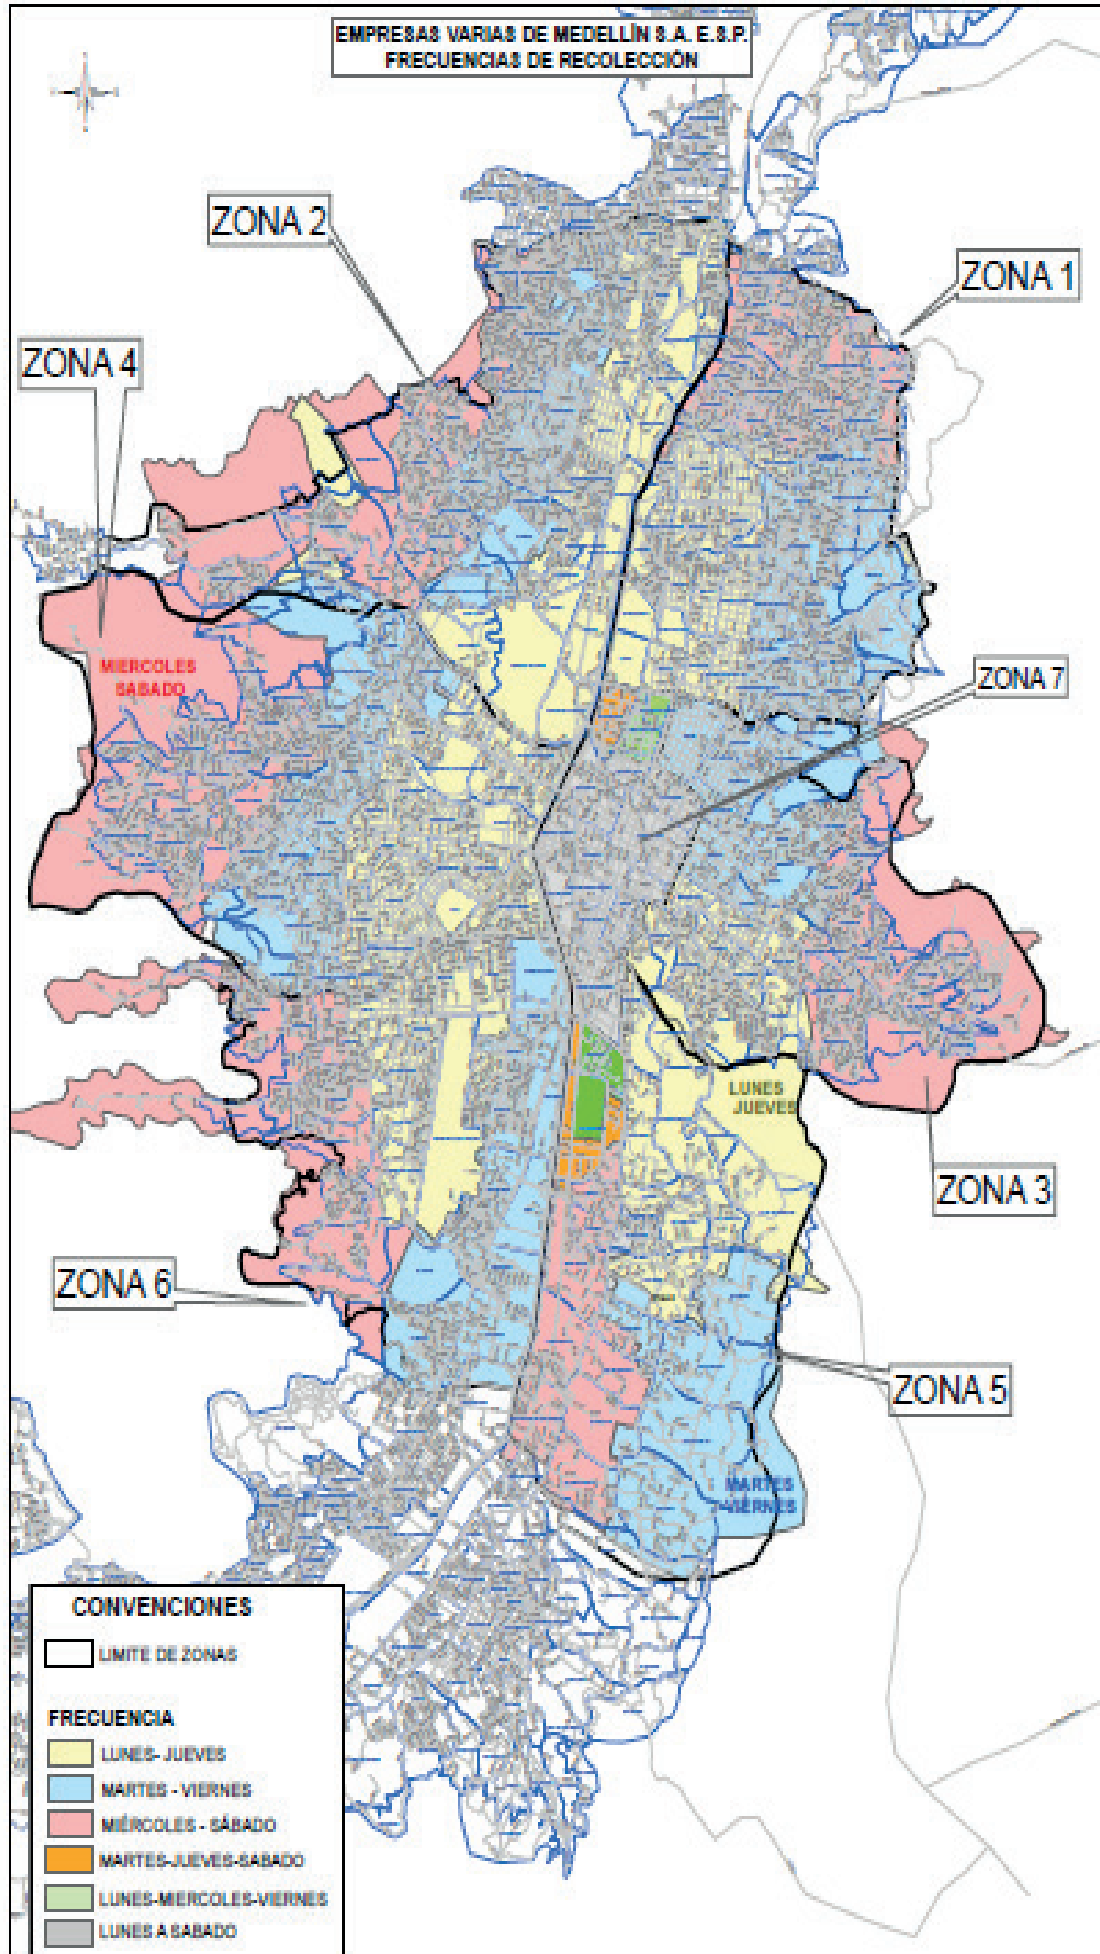 EMPRESAS VARIAS DE MEDELLÍN S.A. E.S.P.
FRECUENCIAS DE RECOLECCIÓN
ZONA 2
ZONA 1
ZONA 4
MIERCOLES
SABADO
ZONA 7
LUNES
JUEVES
ZONA 3
ZONA 6
ZONA 5
MARTES
VIERNES
CONVENCIONES
LIMITE DE ZONAS
FRECUENCIA
LUNES- JUEVES
MARTES - VIERNES
MIÉRCOLES - SÁBADO
MARTES-JUEVES-SABADO
LUNES-MIERCOLES-VIERNES
LUNES A SABADO